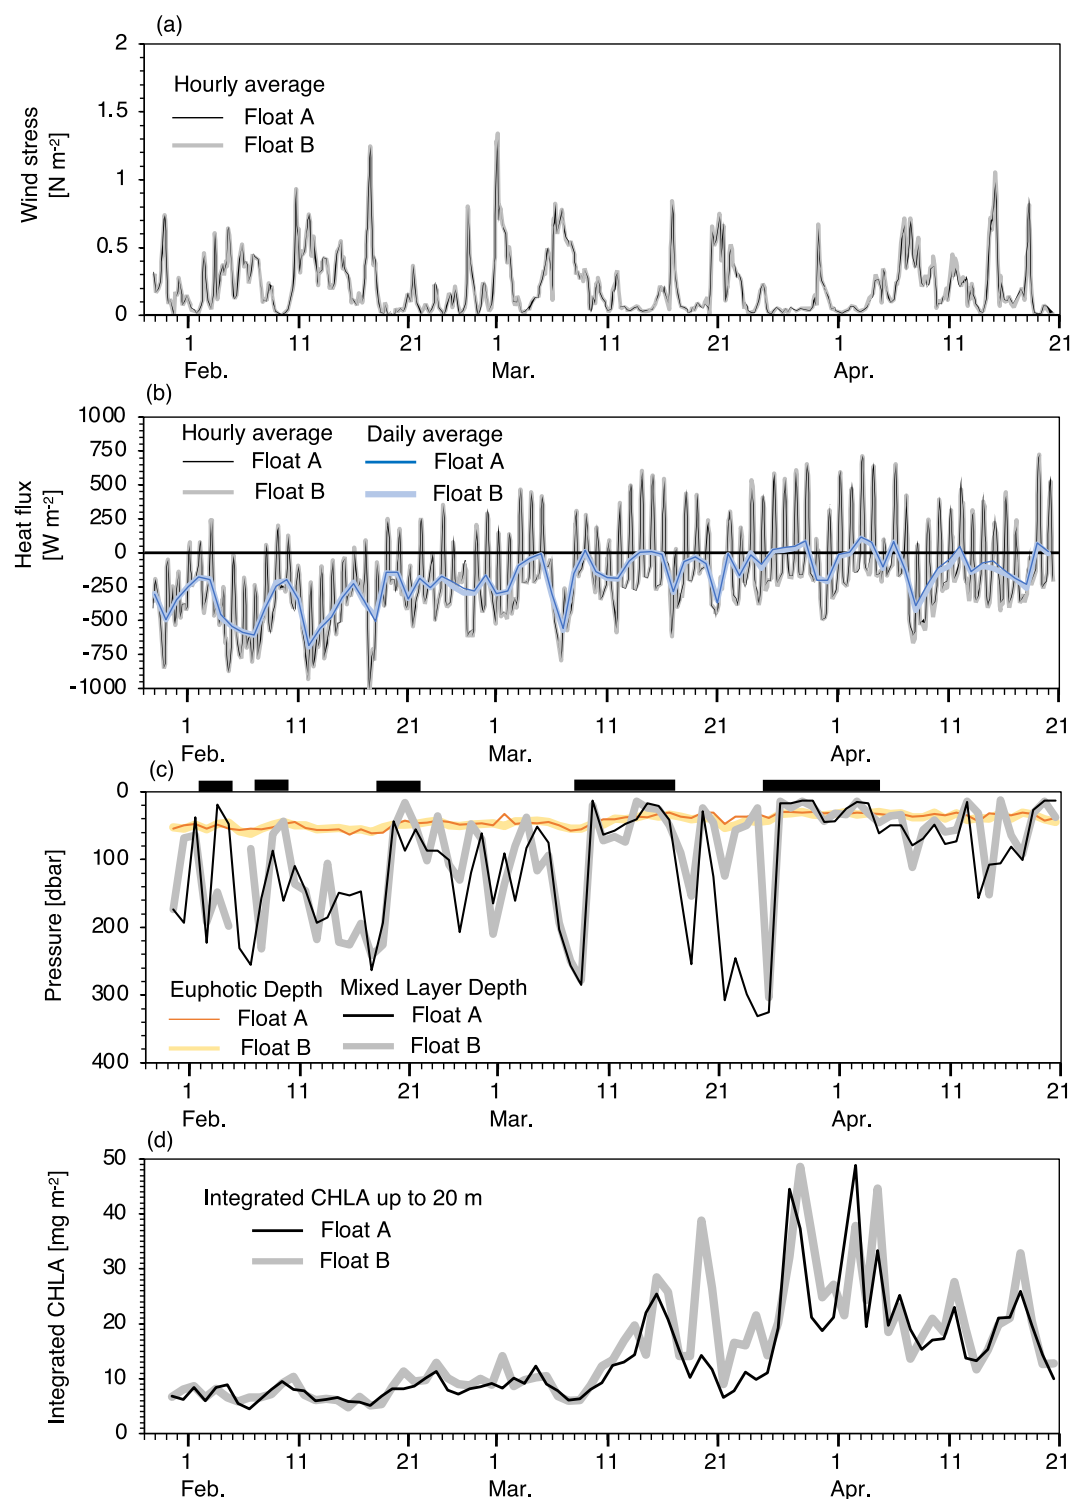 (a)
2
1.5
1
0.5
0
Wind stress
[N m-2]
Hourly average
Float A
Float B
1 11 21 1 11 21 1 11 21
Feb. Mar. Apr.
(b)
1000
750
500
250
0
-250
-500
-750
-1000
Heat flux
[W m-2]
Hourly average Daily average
Float A Float A
Float B Float B
1 11 21 1 11 21 1 11 21
Feb. Mar. Apr.
(c)
0
100
200
300
400
Pressure [dbar]
Euphotic Depth Mixed Layer Depth
Float A Float A
Float B Float B
1 11 21 1 11 21 1 11 21
Feb. Mar. Apr.
(d)
50
40
30
20
10
0
Integrated CHLA [mg m-2]
Integrated CHLA up to 20 m
Float A
Float B
1 11 21 1 11 21 1 11 21
Feb. Mar. Apr.